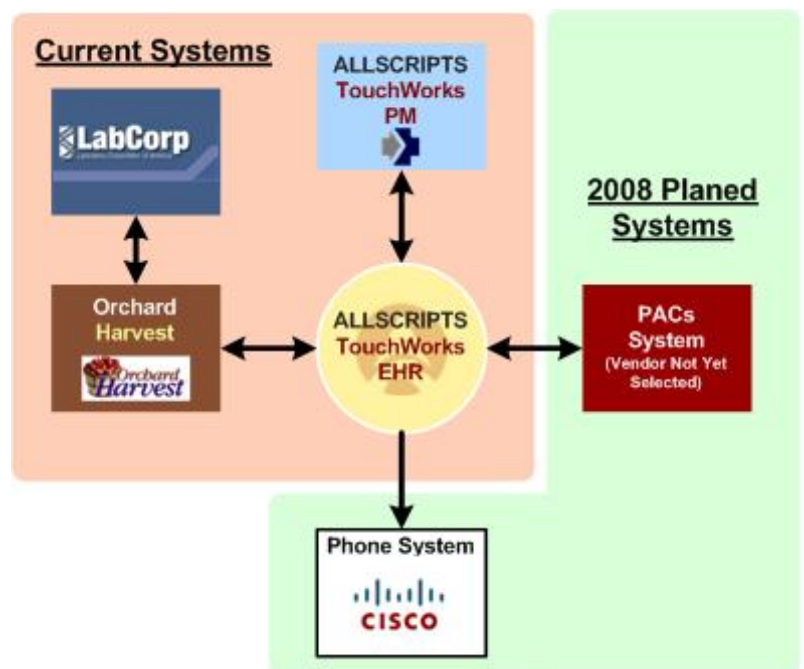 Current Systems
ALLSCRIPTS
TouchWorks
PM
LabCorp
2008 Planed
Systems
Orchard
Harvest
Orchard
Harvest
ALLSCRIPTS
TouchWorks
EHR
PACs
System
(Vendor Not Yet
Selected)
Phone System
CISCO